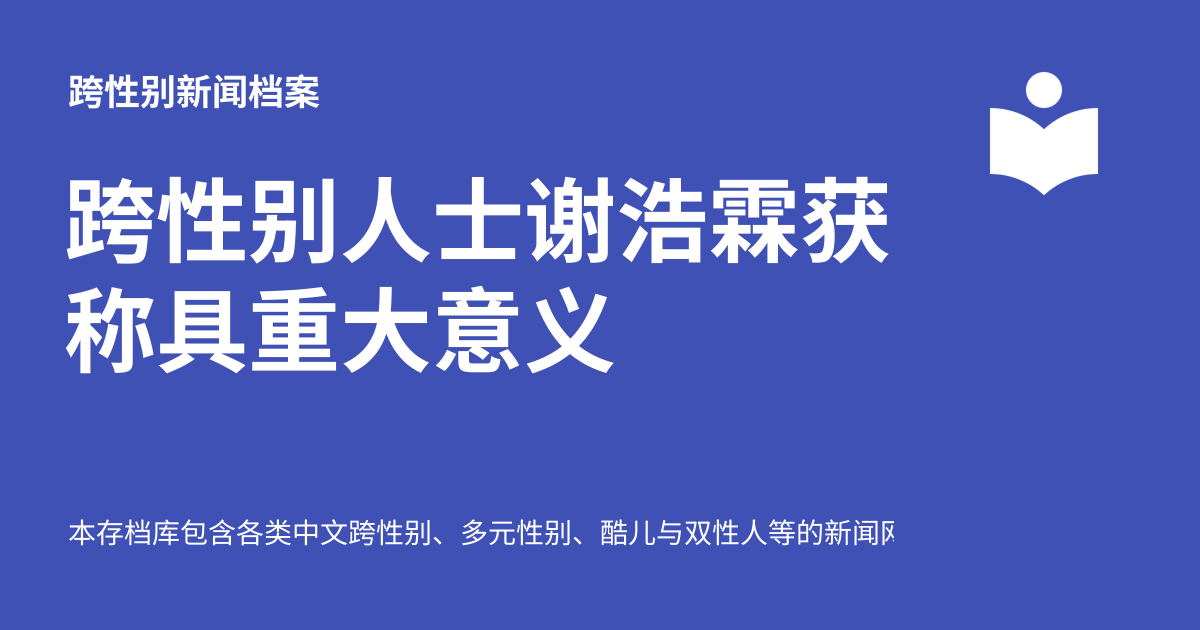 跨性别新闻档案
跨性别人士谢浩霖获
称具重大意义
本存档库包含各类中文跨性别、多元性别、酷儿与双性人等的新闻